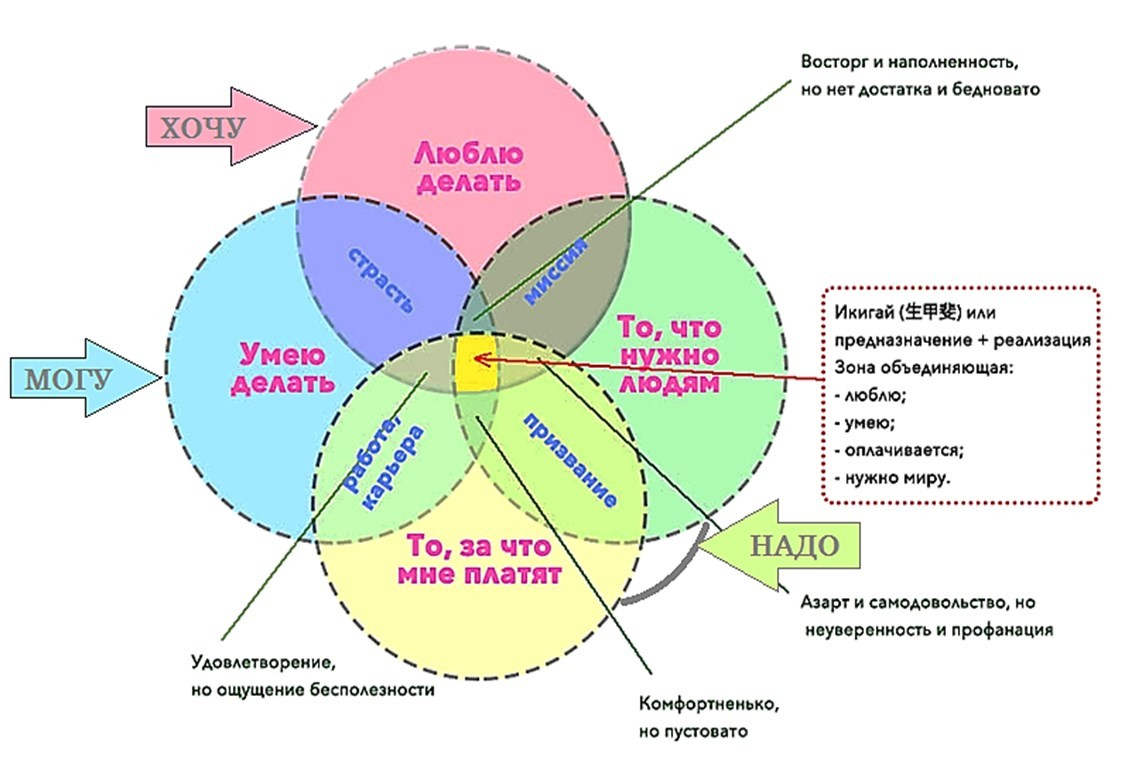 Восторг и наполненность,
но нет достатка и бедновато
ХОЧУ
Люблю
делать
страсть
миссия
Умею
делать
То, что
нужно
людям
МОГУ
Икигай (生甲斐) или
предназначение + реализация
Зона объединяющая:
- люблю;
- умею;
- оплачивается;
- нужно миру.
работа,
карьера
призвание
То, за что
мне платят
НАДО
Азарт и самодовольство, но
неуверенность и профанация
Удовлетворение,
но ощущение бесполезности
Комфортненько,
но пустовато